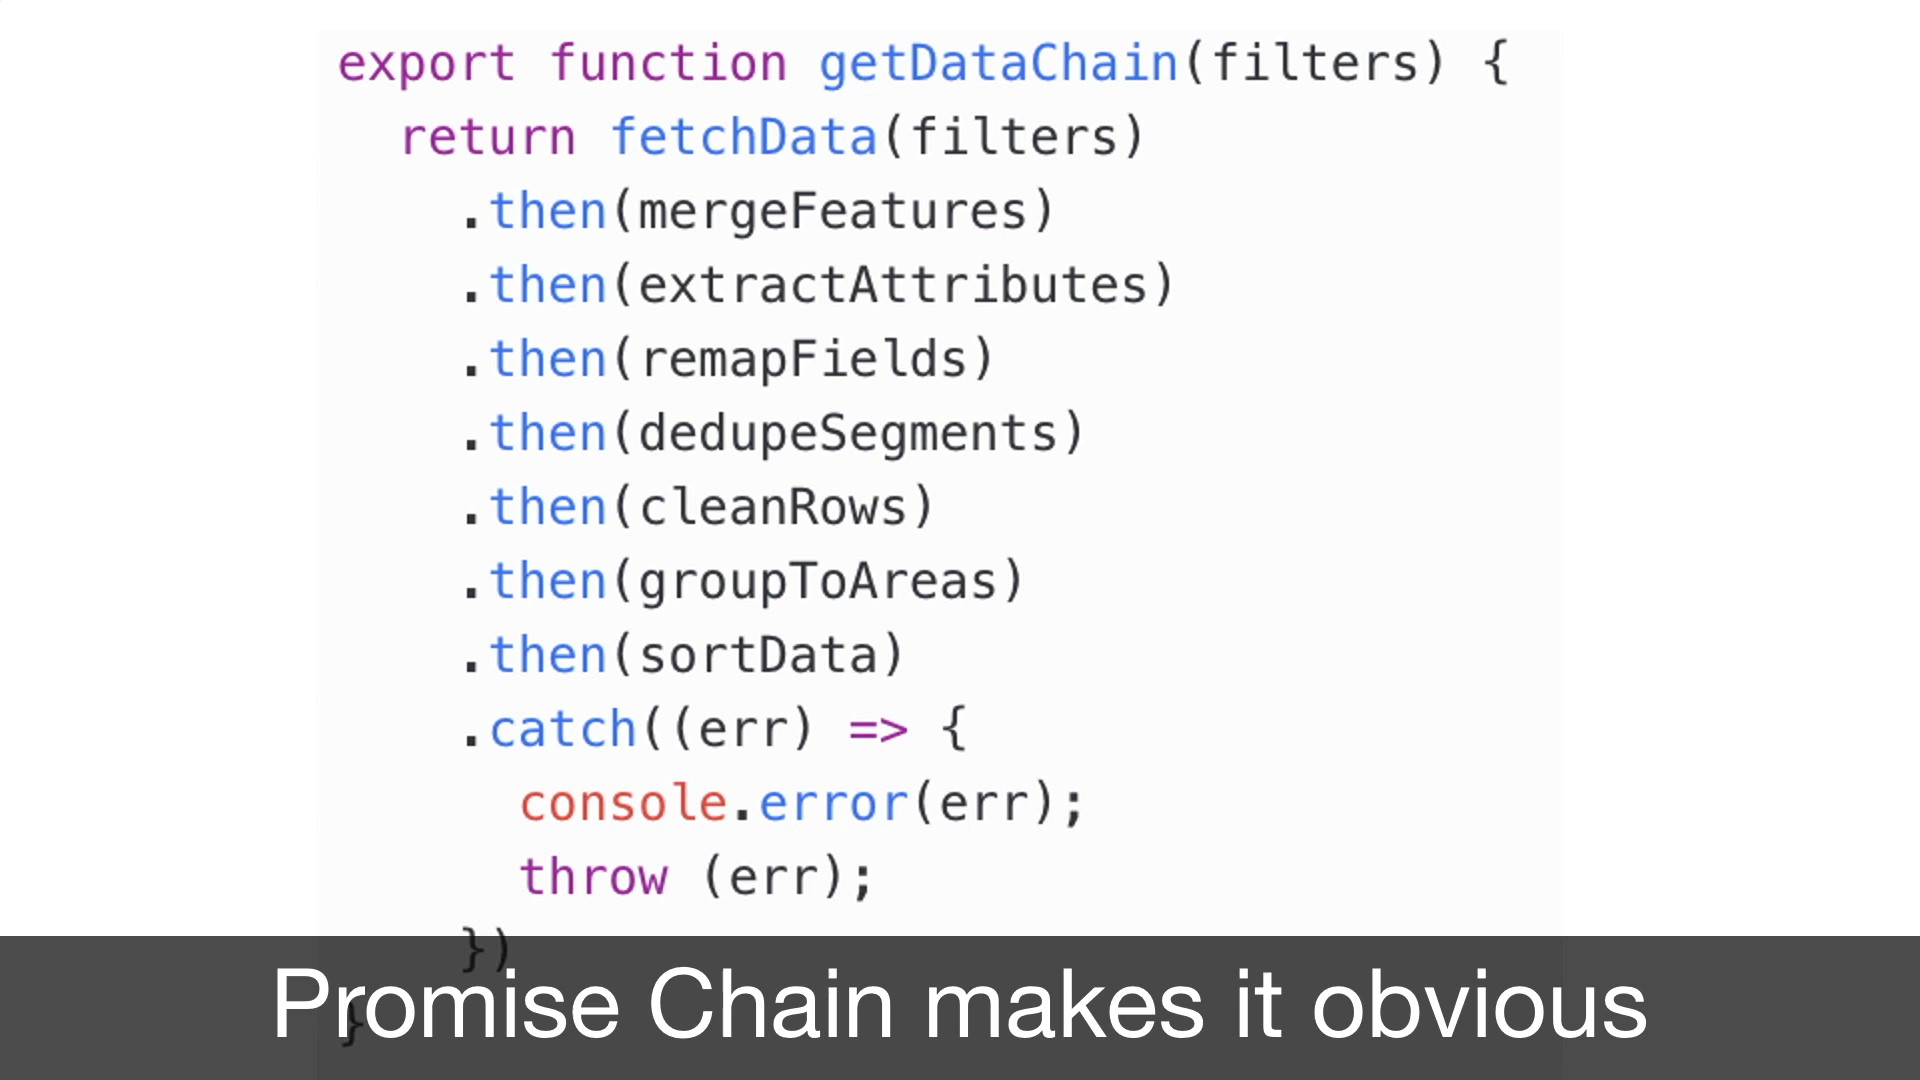 export function getDataChain(filters) {
return fetchData(filters)
.then(mergeFeatures)
.then(extractAttributes)
.then(remapFields)
.then(dedupeSegments)
.then(cleanRows)
.then(groupToAreas)
.then(sortData)
.catch((err) => {
console.error(err);
throw (err);
})
}
Promise Chain makes it obvious